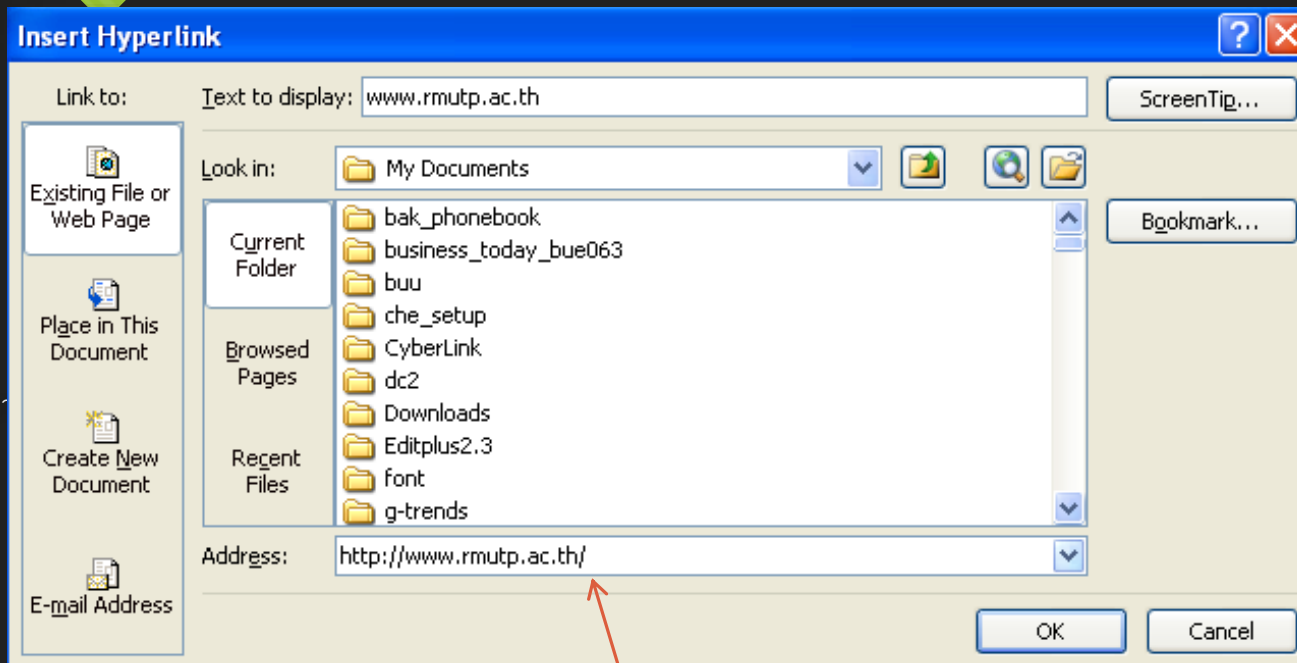 Insert Hyperlink
Link to:
Text to display: www.rmutp.ac.th
ScreenTip...
Existing File or
Web Page
Look in: My Documents
Bookmark...
Current
Folder
bak_phonebook
business_today_bue063
buu
che_setup
CyberLink
dc2
Downloads
Editplus2.3
font
g-trends
Place in This
Document
Browsed
Pages
Create New
Document
Recent
Files
Address: http://www.rmutp.ac.th/
E-mail Address
OK
Cancel